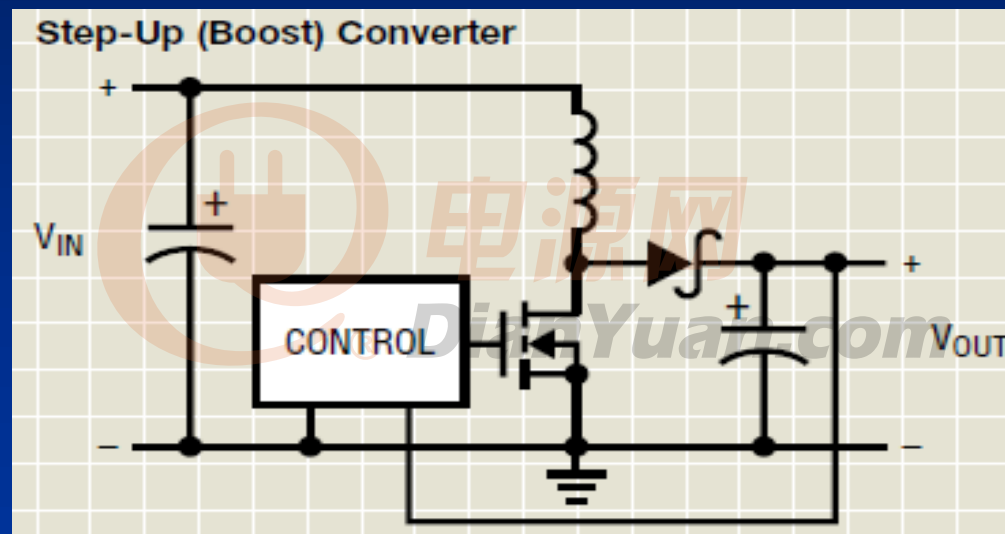 Step-Up (Boost) Converter
+
+
VIN
电源网
+
+
CONTROL
®
DianYuan.com
VOUT
–
–